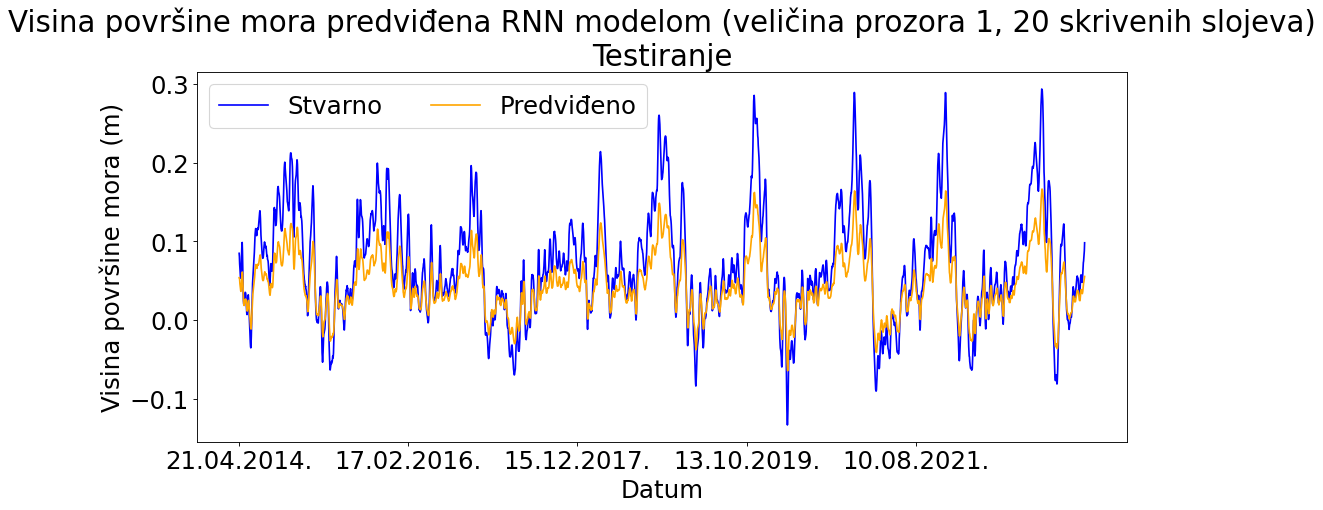 Visina površine mora predviđena RNN modelom (veličina prozora 1, 20 skrivenih slojeva)
Testiranje
Stvarno
Predviđeno
Visina površine mora (m)
0.3
0.2
0.1
0.0
−0.1
21.04.2014.
17.02.2016.
15.12.2017.
13.10.2019.
10.08.2021.
Datum